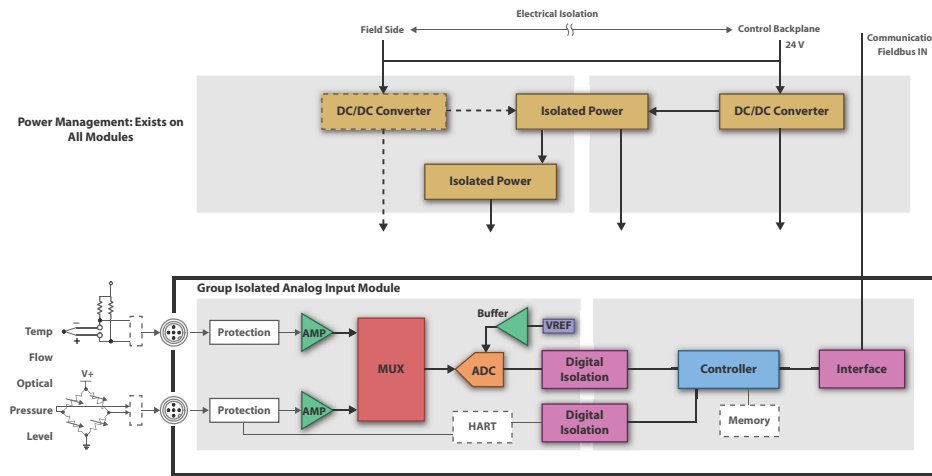 Electrical Isolation
Field Side
Control Backplane
24 V
Communication
Fieldbus IN
Power Management: Exists on
All Modules
DC/DC Converter
Isolated Power
DC/DC Converter
Isolated Power
Group Isolated Analog Input Module
Temp
Flow
Optical
Pressure
Level
−
+
V+
Protection
AMP
Protection
AMP
MUX
Buffer
VREF
ADC
HART
Digital
Isolation
Digital
Isolation
Controller
Memory
Interface